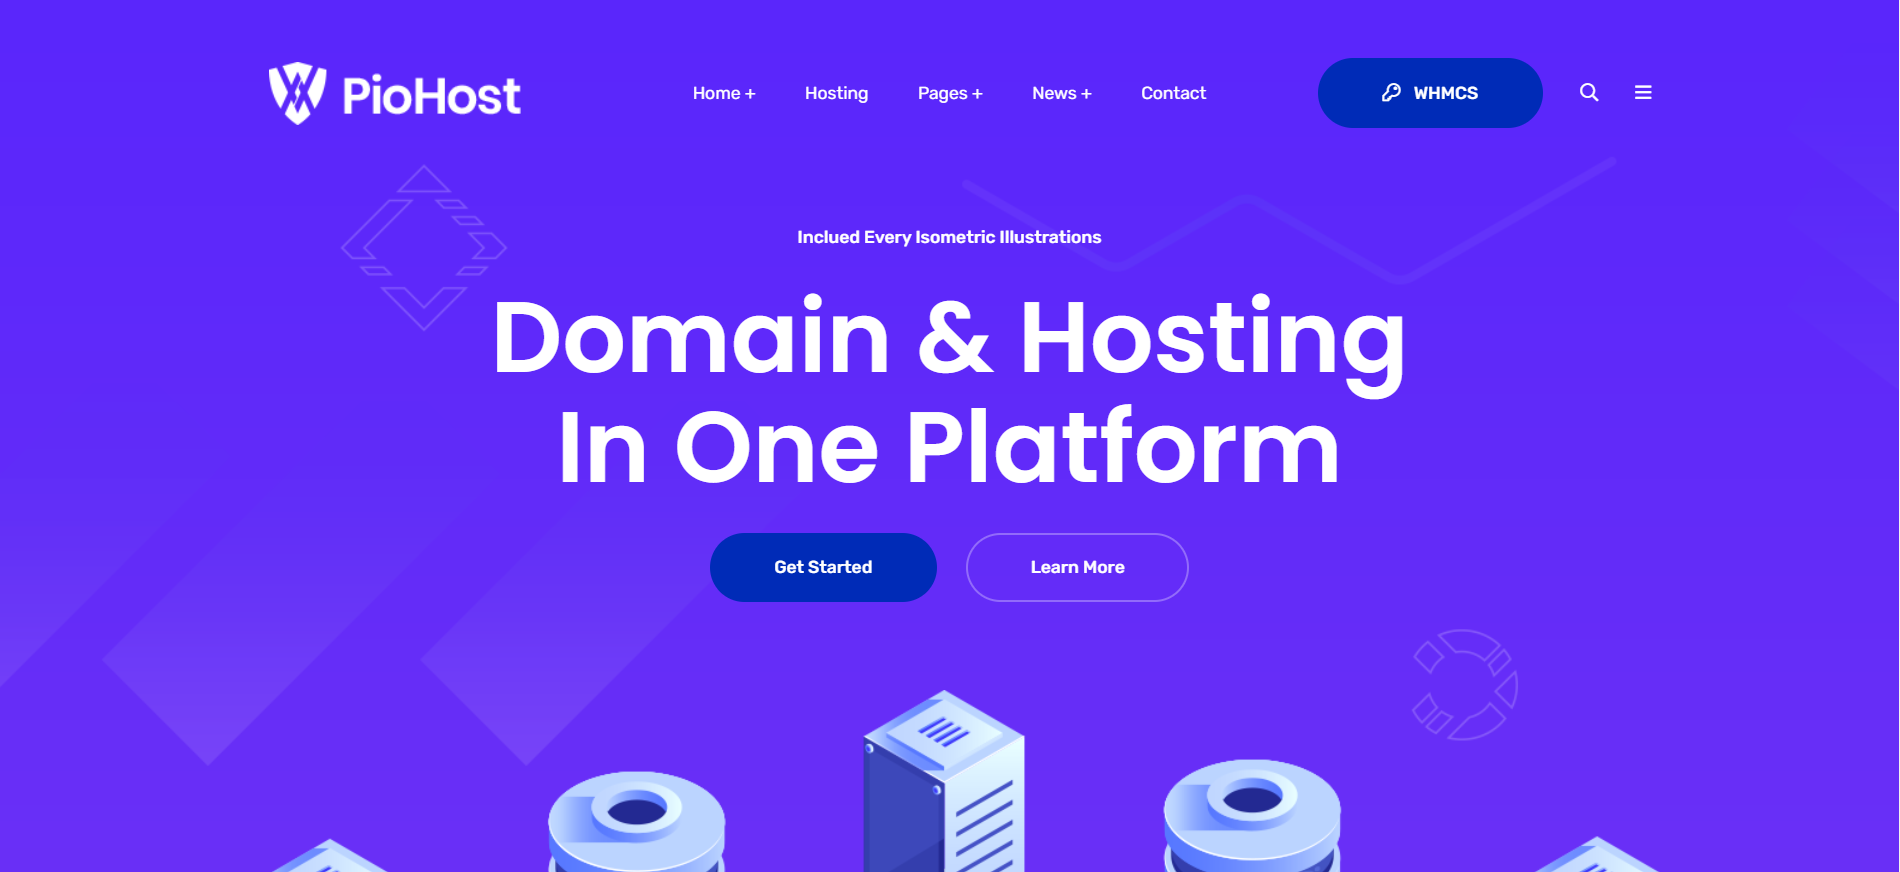 PioHost
Home +
Hosting
Pages +
News +
Contact
WHMCS
Inclued Every Isometric Illustrations
Domain & Hosting
In One Platform
Get Started
Learn More